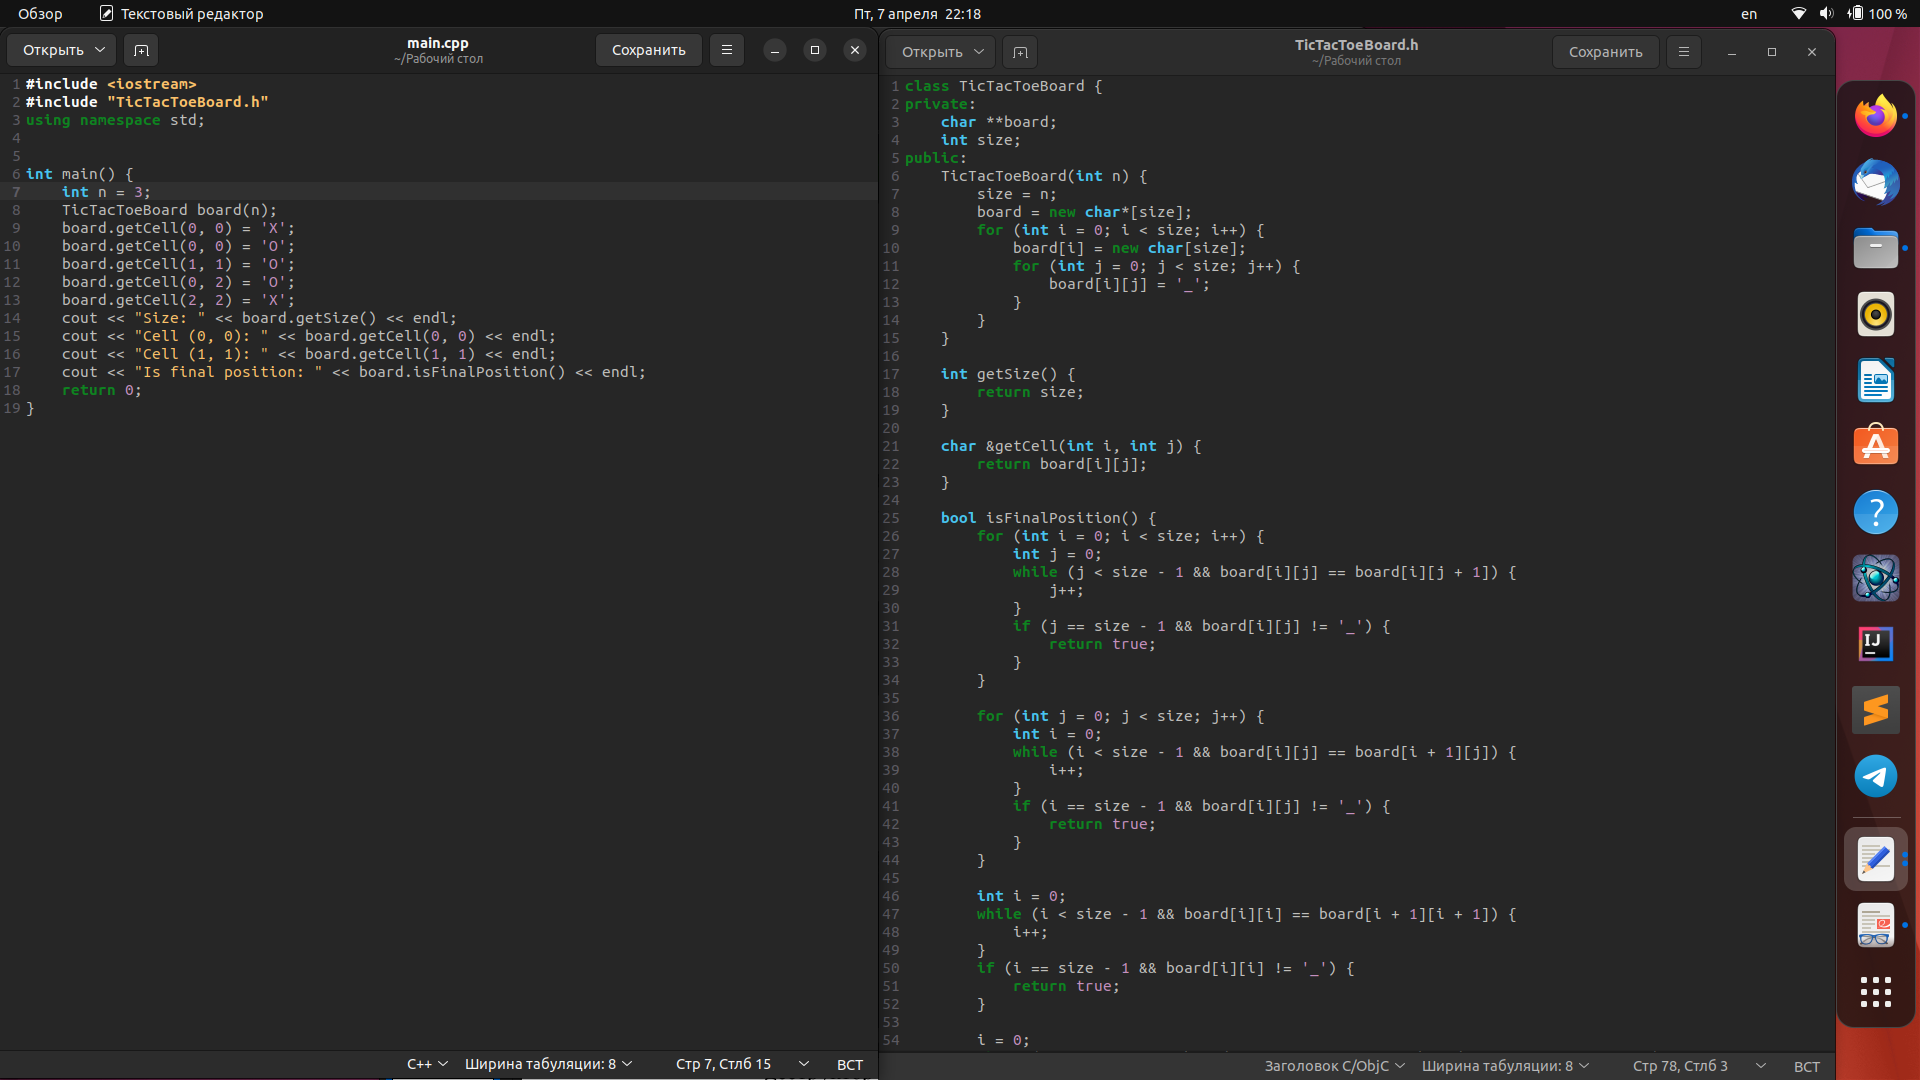 Обзор Текстовый редактор Пт, 7 апреля 22:18 en 100 %
Открыть main.cpp Сохранить
~/Рабочий стол
1 #include <iostream>
2 #include "TicTacToeBoard.h"
3 using namespace std;
4
5
6 int main() {
7     int n = 3;
8     TicTacToeBoard board(n);
9     board.getCell(0, 0) = 'X';
10     board.getCell(0, 0) = 'O';
11     board.getCell(1, 1) = 'O';
12     board.getCell(0, 2) = 'O';
13     board.getCell(2, 2) = 'X';
14     cout << "Size: " << board.getSize() << endl;
15     cout << "Cell (0, 0): " << board.getCell(0, 0) << endl;
16     cout << "Cell (1, 1): " << board.getCell(1, 1) << endl;
17     cout << "Is final position: " << board.isFinalPosition() << endl;
18     return 0;
19 }
C++ Ширина табуляции: 8 Стр 7, Стлб 15 ВСТ
Открыть TicTacToeBoard.h Сохранить
~/Рабочий стол
1 class TicTacToeBoard {
2 private:
3     char **board;
4     int size;
5 public:
6     TicTacToeBoard(int n) {
7         size = n;
8         board = new char*[size];
9         for (int i = 0; i < size; i++) {
10             board[i] = new char[size];
11             for (int j = 0; j < size; j++) {
12                 board[i][j] = '_';
13             }
14         }
15     }
16
17     int getSize() {
18         return size;
19     }
20
21     char &getCell(int i, int j) {
22         return board[i][j];
23     }
24
25     bool isFinalPosition() {
26         for (int i = 0; i < size; i++) {
27             int j = 0;
28             while (j < size - 1 && board[i][j] == board[i][j + 1]) {
29                 j++;
30             }
31             if (j == size - 1 && board[i][j] != '_') {
32                 return true;
33             }
34         }
35
36         for (int j = 0; j < size; j++) {
37             int i = 0;
38             while (i < size - 1 && board[i][j] == board[i + 1][j]) {
39                 i++;
40             }
41             if (i == size - 1 && board[i][j] != '_') {
42                 return true;
43             }
44         }
45
46         int i = 0;
47         while (i < size - 1 && board[i][i] == board[i + 1][i + 1]) {
48             i++;
49         }
50         if (i == size - 1 && board[i][i] != '_') {
51             return true;
52         }
53
54         i = 0;
Заголовок C/ObjC Ширина табуляции: 8 Стр 78, Стлб 3 ВСТ
IJ